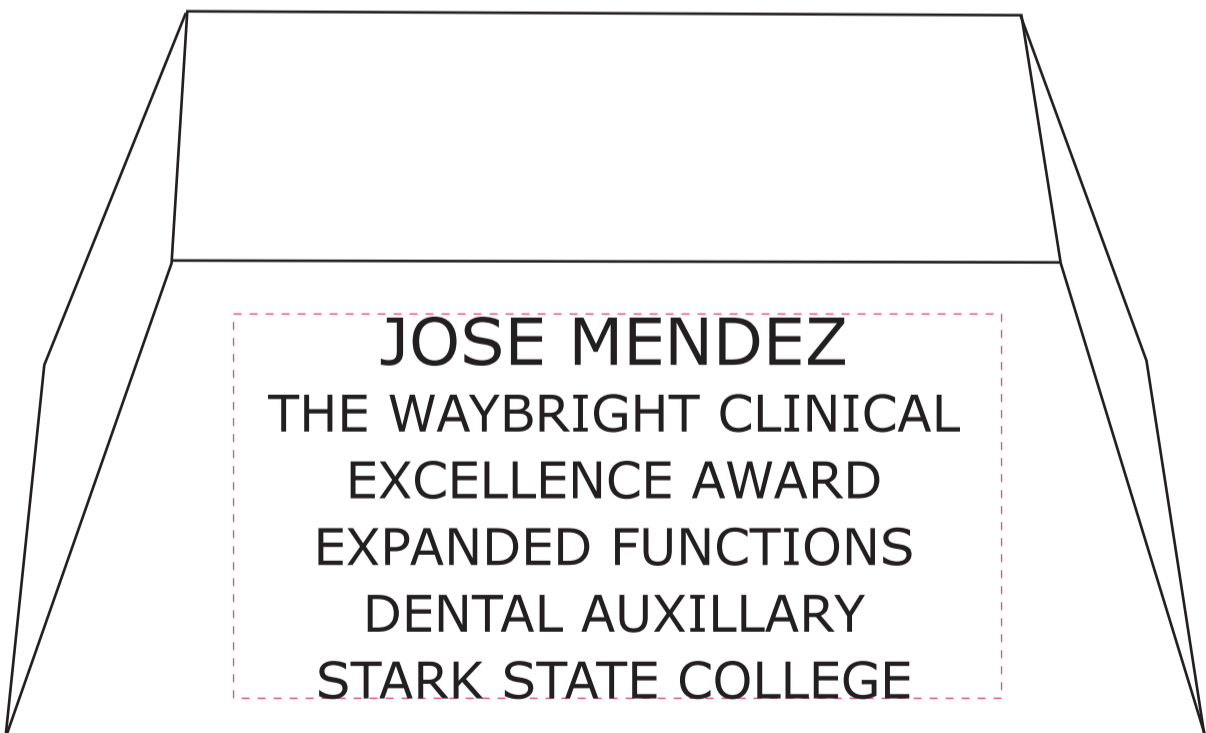 JOSE MENDEZ
THE WAYBRIGHT CLINICAL
EXCELLENCE AWARD
EXPANDED FUNCTIONS
DENTAL AUXILLARY
STARK STATE COLLEGE